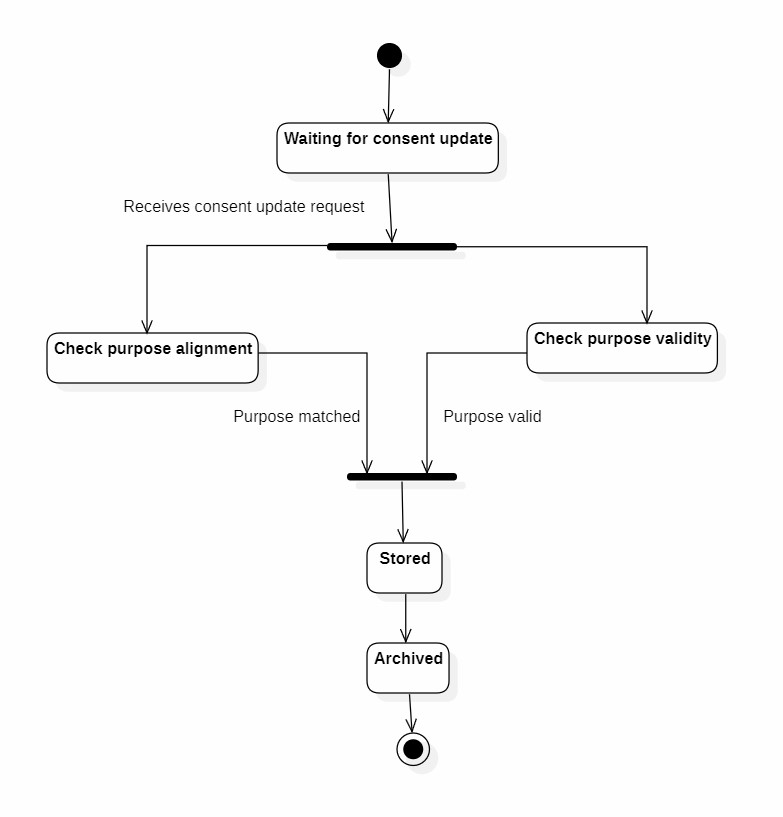 Waiting for consent update
Receives consent update request
Check purpose alignment
Check purpose validity
Purpose matched
Purpose valid
Stored
Archived